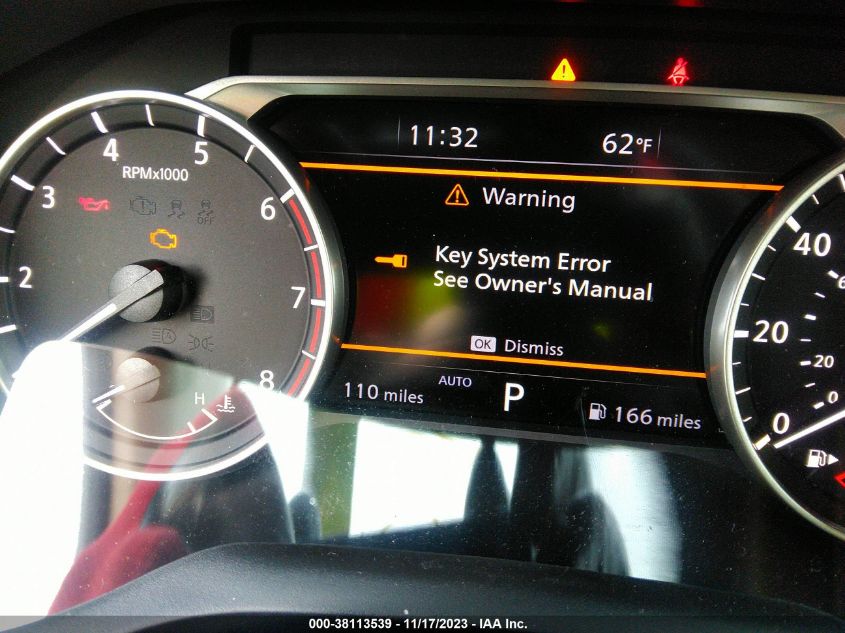 11:32 62°F
Warning
Key System Error
See Owner's Manual
OK Dismiss
110 miles AUTO P 166 miles
RPMx1000
2 3 4 5 6 7 8
OFF
H
40
20
0
20
0
000-38113539 - 11/17/2023 - IAA Inc.